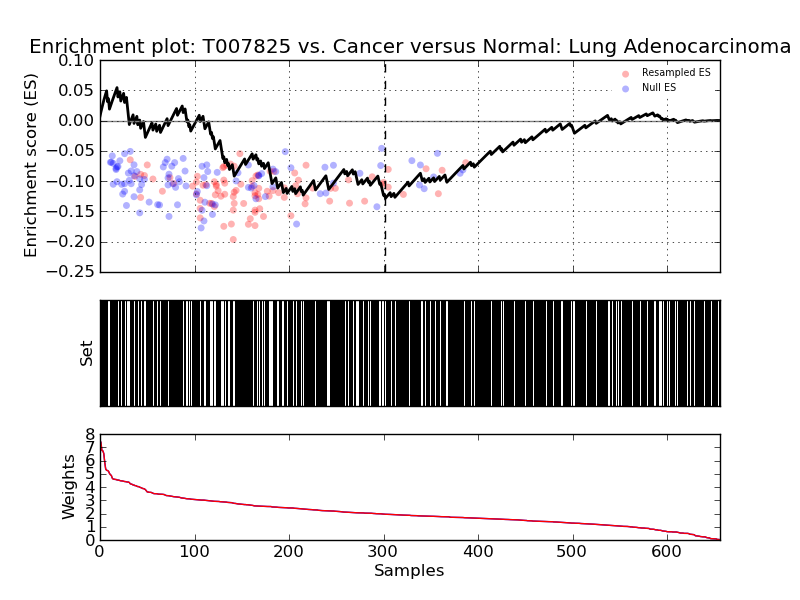 Enrichment plot: T007825 vs. Cancer versus Normal: Lung Adenocarcinoma
Enrichment score (ES)
0.10
0.05
0.00
−0.05
−0.10
−0.15
−0.20
−0.25
Resampled ES
Null ES
Set
Weights
8
7
6
5
4
3
2
1
0
0 100 200 300 400 500 600
Samples